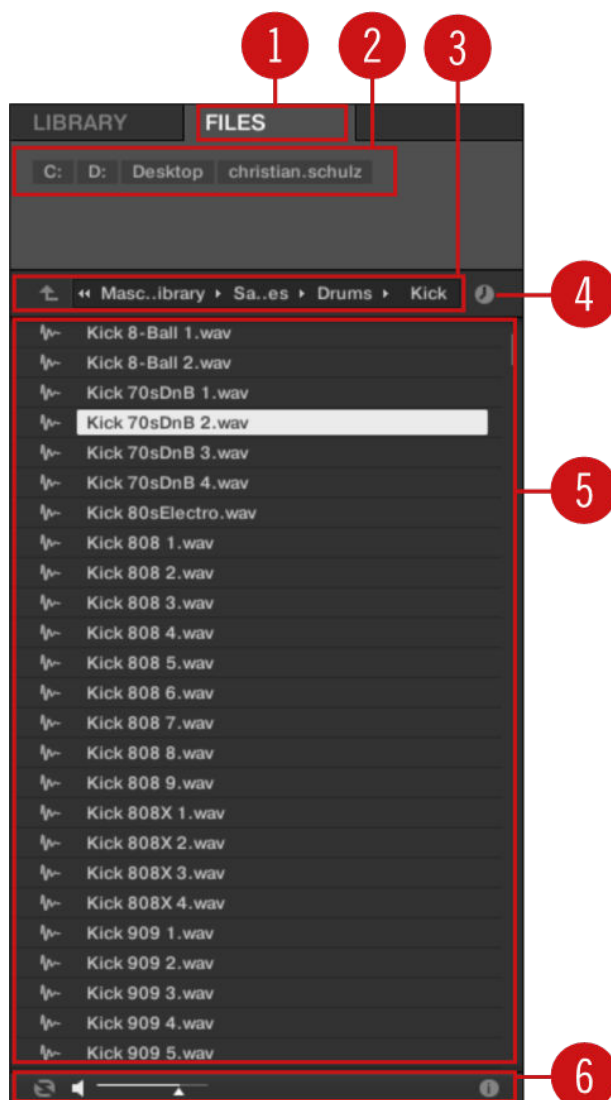 1 2 3
LIBRARY FILES
C: D: Desktop christian.schulz
Masc..ibrary Sa..es Drums Kick 4
Kick 8-Ball 1.wav
Kick 8-Ball 2.wav
Kick 70sDnB 1.wav
Kick 70sDnB 2.wav
Kick 70sDnB 3.wav
Kick 70sDnB 4.wav 5
Kick 80sElectro.wav
Kick 808 1.wav
Kick 808 2.wav
Kick 808 3.wav
Kick 808 4.wav
Kick 808 5.wav
Kick 808 6.wav
Kick 808 7.wav
Kick 808 8.wav
Kick 808 9.wav
Kick 808X 1.wav
Kick 808X 2.wav
Kick 808X 3.wav
Kick 808X 4.wav
Kick 909 1.wav
Kick 909 2.wav
Kick 909 3.wav
Kick 909 4.wav
Kick 909 5.wav
6